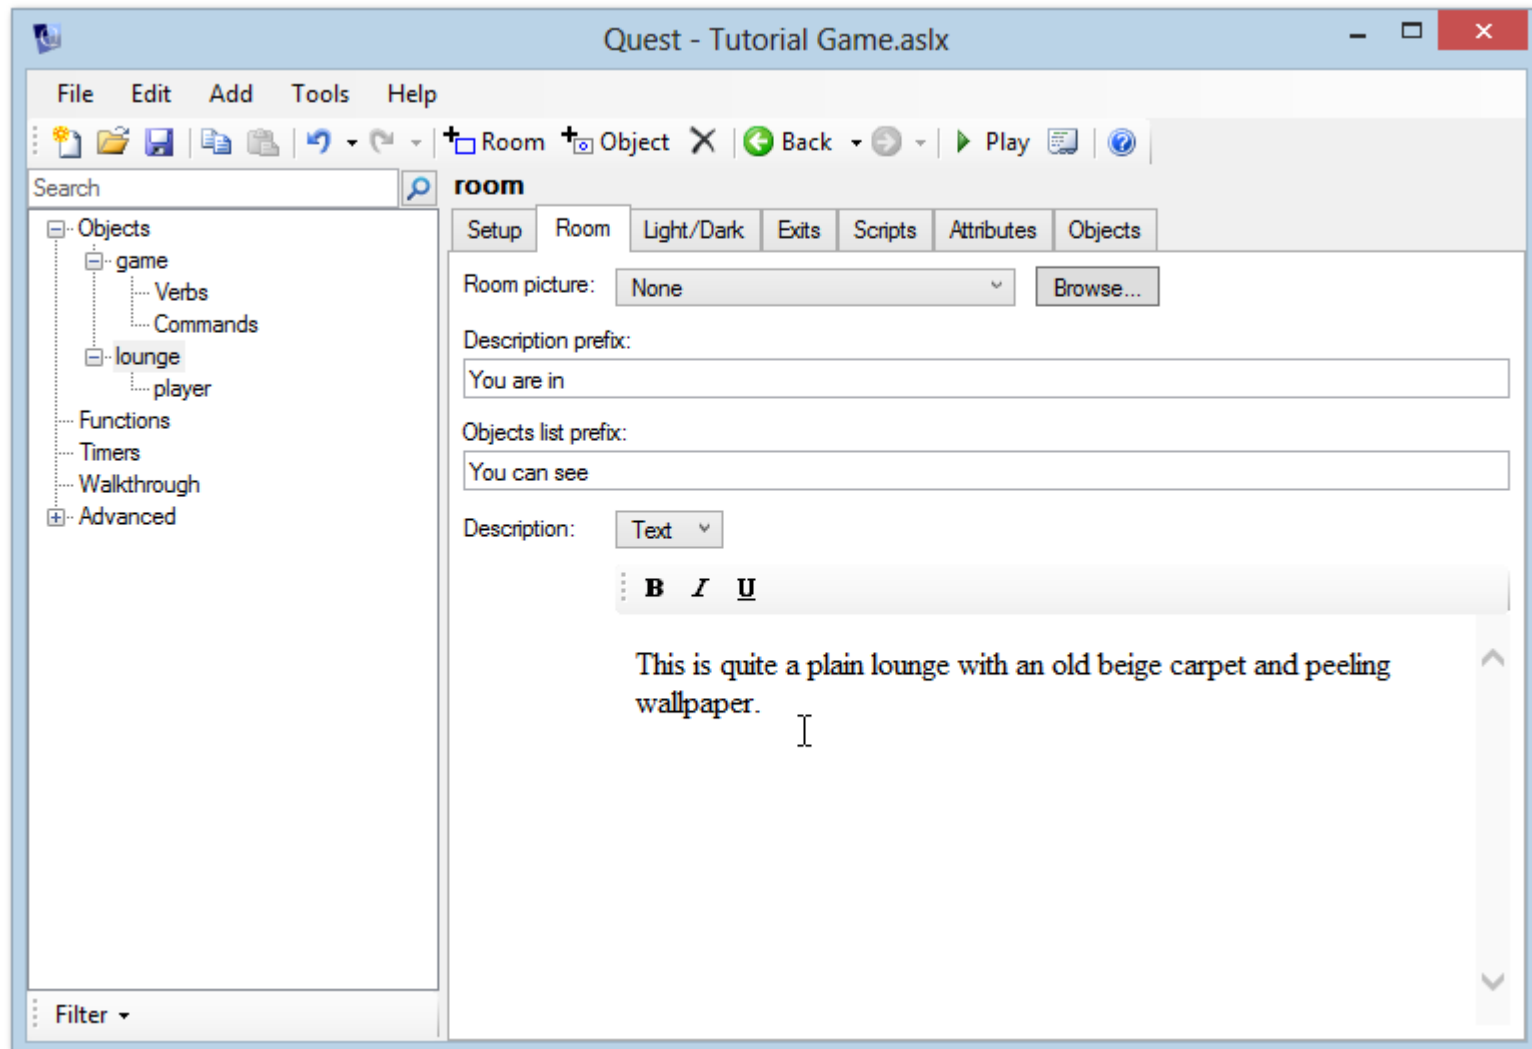 Quest - Tutorial Game.aslx
File Edit Add Tools Help
Room Object Back Play
Search
room
Objects
game
Verbs
Commands
lounge
player
Functions
Timers
Walkthrough
Advanced
Filter
Setup Room Light/Dark Exits Scripts Attributes Objects
Room picture: None Browse...
Description prefix:
You are in
Objects list prefix:
You can see
Description: Text
B I U
This is quite a plain lounge with an old beige carpet and peeling
wallpaper.